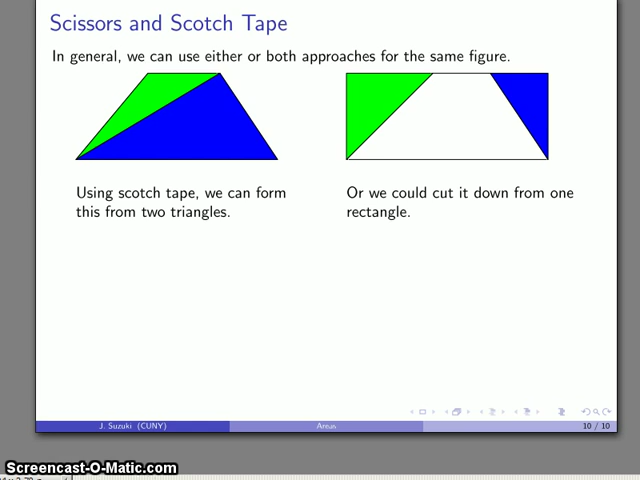 Scissors and Scotch Tape
In general, we can use either or both approaches for the same figure.
Using scotch tape, we can form
this from two triangles.
Or we could cut it down from one
rectangle.
J. Suzuki (CUNY)
Areas
10 / 10
Screencast-O-Matic.com